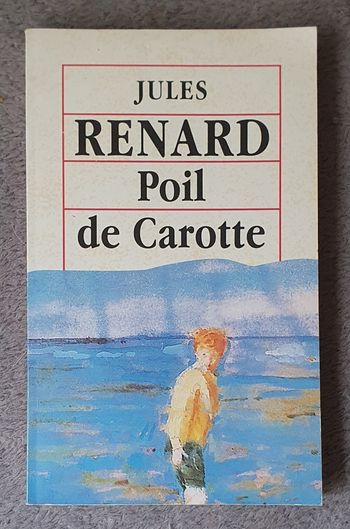 JULES
RENARD
Poil
de Carotte